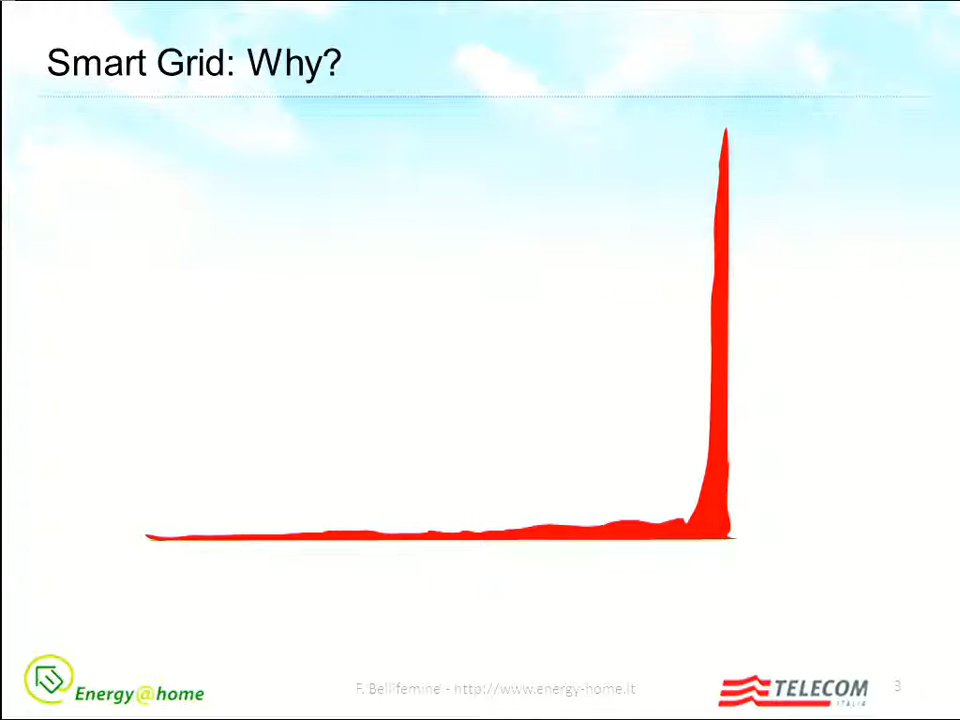 Smart Grid: Why?
Energy@home
F. Bellifemine - http://www.energy-home.it
TELECOM
ITALIA
3